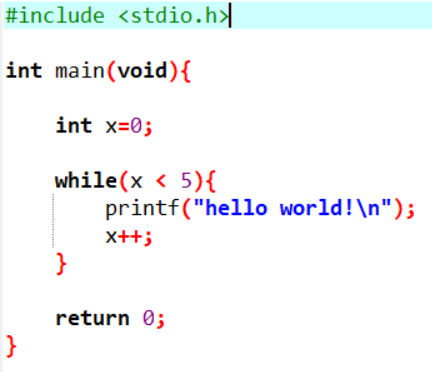 #include <stdio.h>
int main(void){
int x=0;
while(x < 5){
printf("hello world!\n");
x++;
}
return 0;
}